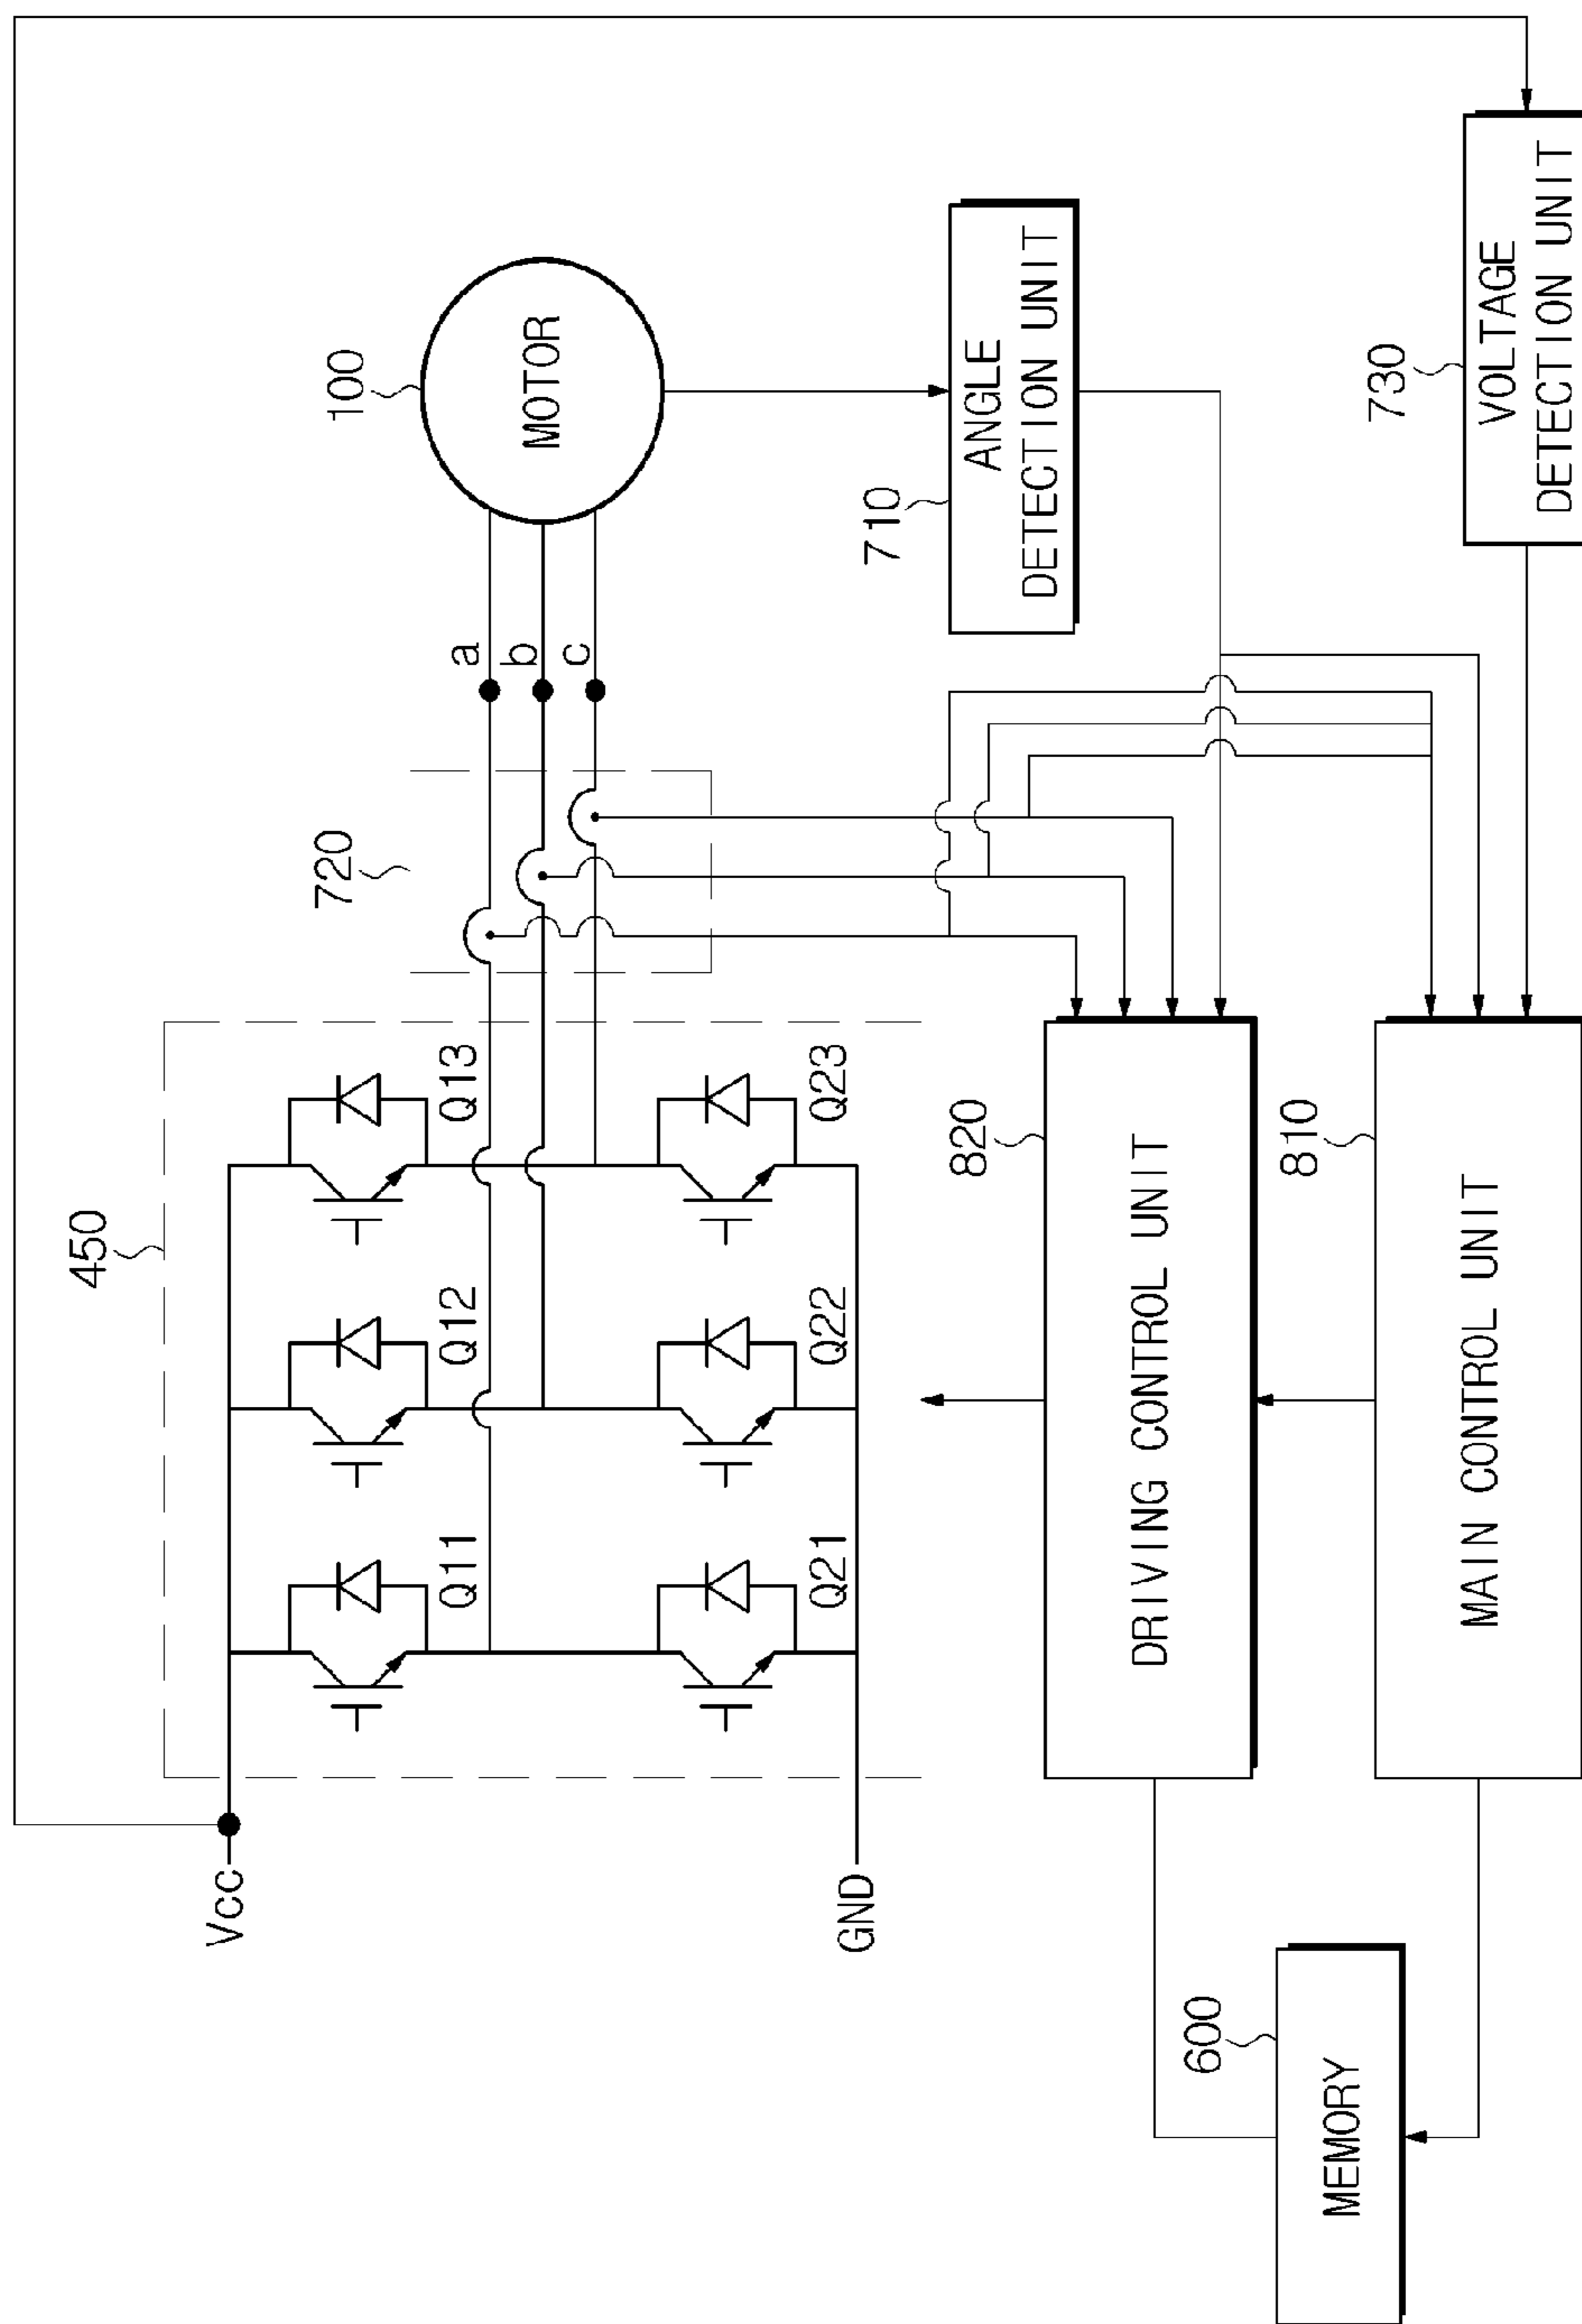 450
Vcc
Q11
Q12
Q13
Q21
Q22
Q23
GND
720
a
b
c
100
MOTOR
710
ANGLE
DETECTION UNIT
820
DRIVING CONTROL UNIT
810
MAIN CONTROL UNIT
600
MEMORY
730
VOLTAGE
DETECTION UNIT